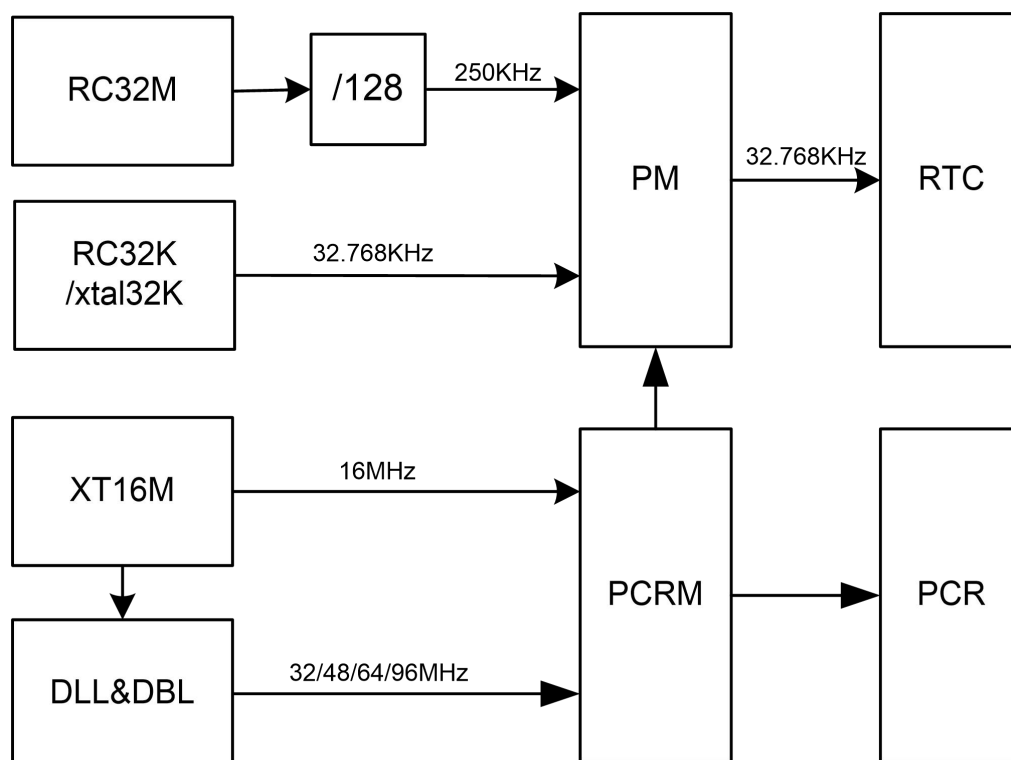 RC32M
/128
250KHz
PM
32.768KHz
RTC
RC32K
/xtal32K
32.768KHz
XT16M
16MHz
PCRM
PCR
DLL&DBL
32/48/64/96MHz